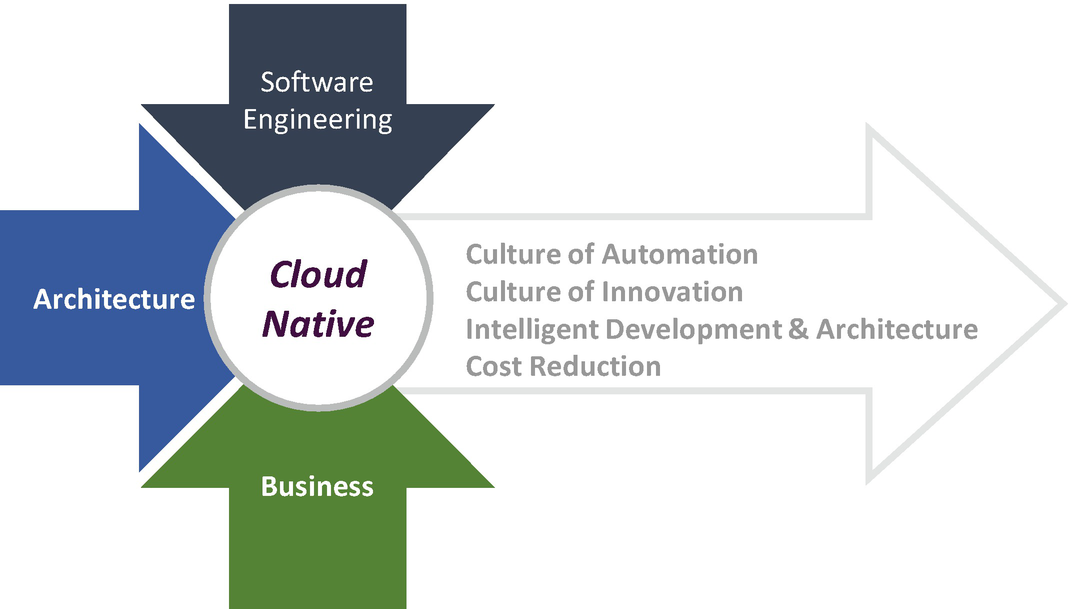 Software
Engineering
Architecture
Cloud
Native
Culture of Automation
Culture of Innovation
Intelligent Development & Architecture
Cost Reduction
Business